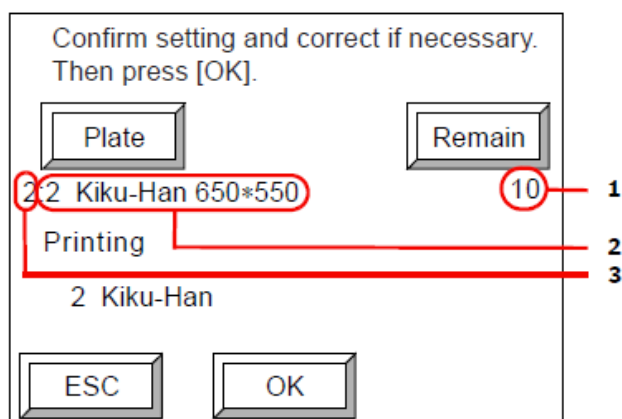 Confirm setting and correct if necessary.
Then press [OK].
Plate Remain
2:2 Kiku-Han 650*550 10 1
Printing 2
3
2 Kiku-Han
ESC OK